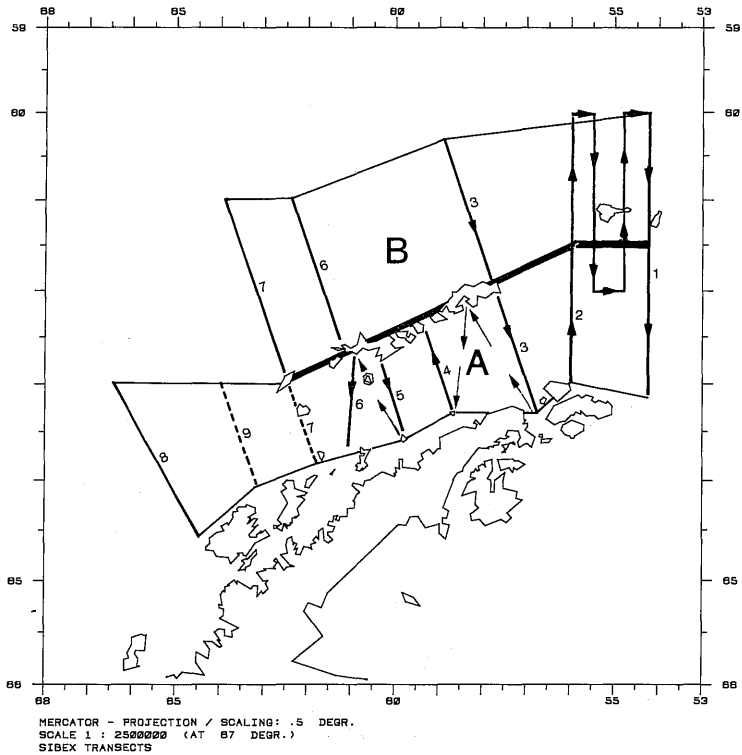 68 65 60 55 53
59 59
60 60
3
B
6
7
1
2
3
A
4
5
6
7
9
8
65 65
66 66
68 65 60 55 53
MERCATOR - PROJECTION / SCALING: .5 DEGR.
SCALE 1 : 2500000 (AT 67 DEGR.)
SIBEX TRANSECTS